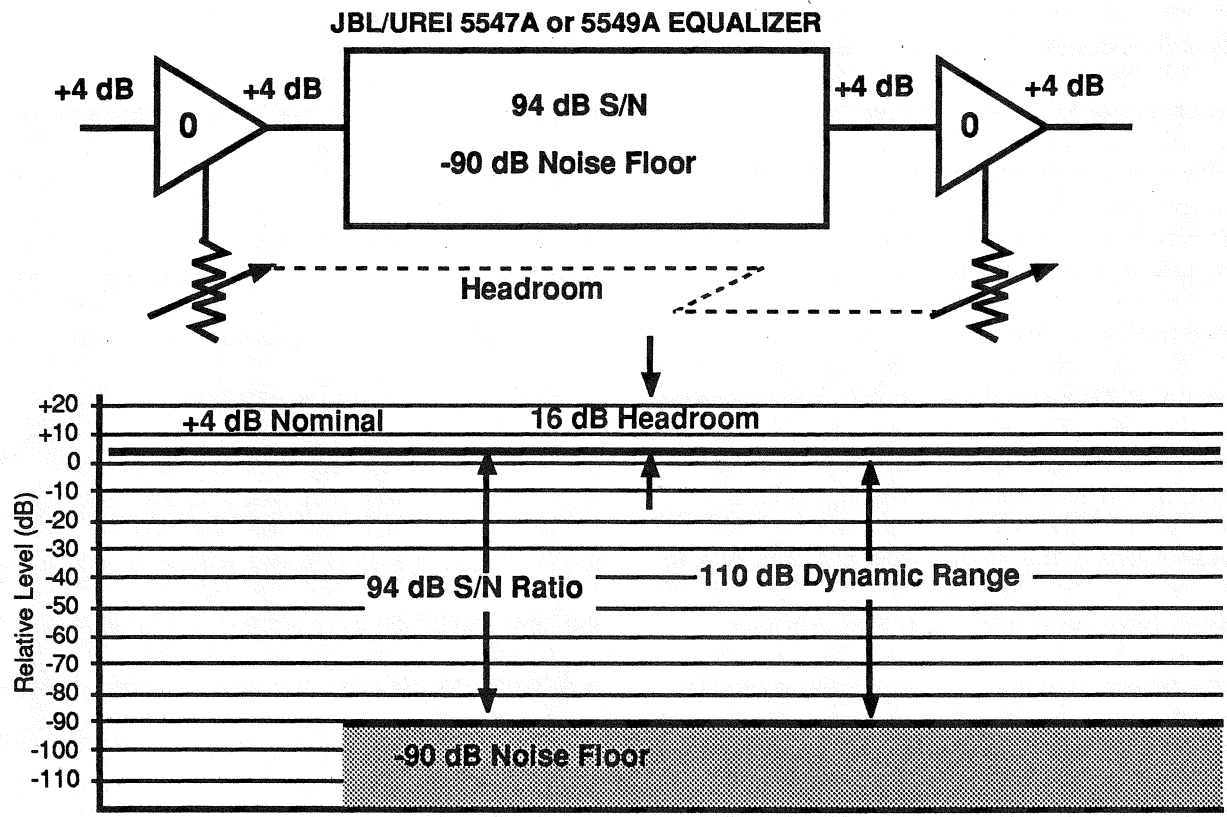 JBL/UREI 5547A or 5549A EQUALIZER
+4 dB
0
+4 dB
94 dB S/N
-90 dB Noise Floor
+4 dB
0
+4 dB
Headroom
Relative Level (dB)
+20
+10
0
-10
-20
-30
-40
-50
-60
-70
-80
-90
-100
-110
+4 dB Nominal
16 dB Headroom
94 dB S/N Ratio
110 dB Dynamic Range
-90 dB Noise Floor